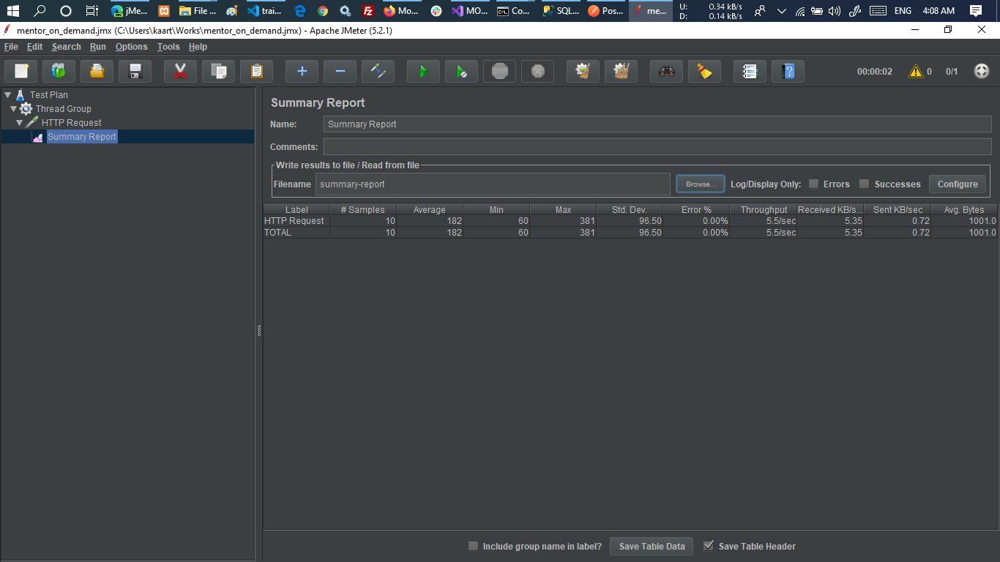 jMe...
File ...
trai...
Mo...
MO...
Co...
SQL...
Pos...
me...
U: 0.34 kB/s
D: 0.14 kB/s
ENG 4:08 AM
mentor_on_demand.jmx (C:\Users\kaart\Works\mentor_on_demand.jmx) - Apache JMeter (5.2.1)
File Edit Search Run Options Tools Help
STOP
00:00:02 0 0/1
Test Plan
Thread Group
HTTP Request
Summary Report
Summary Report
Name: Summary Report
Comments:
Write results to file / Read from file
Filename summary-report Browse... Log/Display Only: Errors Successes Configure
Label # Samples Average Min Max Std. Dev. Error % Throughput Received KB/s... Sent KB/sec Avg. Bytes
HTTP Request 10 182 60 381 96.50 0.00% 5.5/sec 5.35 0.72 1001.0
TOTAL 10 182 60 381 96.50 0.00% 5.5/sec 5.35 0.72 1001.0
Include group name in label? Save Table Data Save Table Header